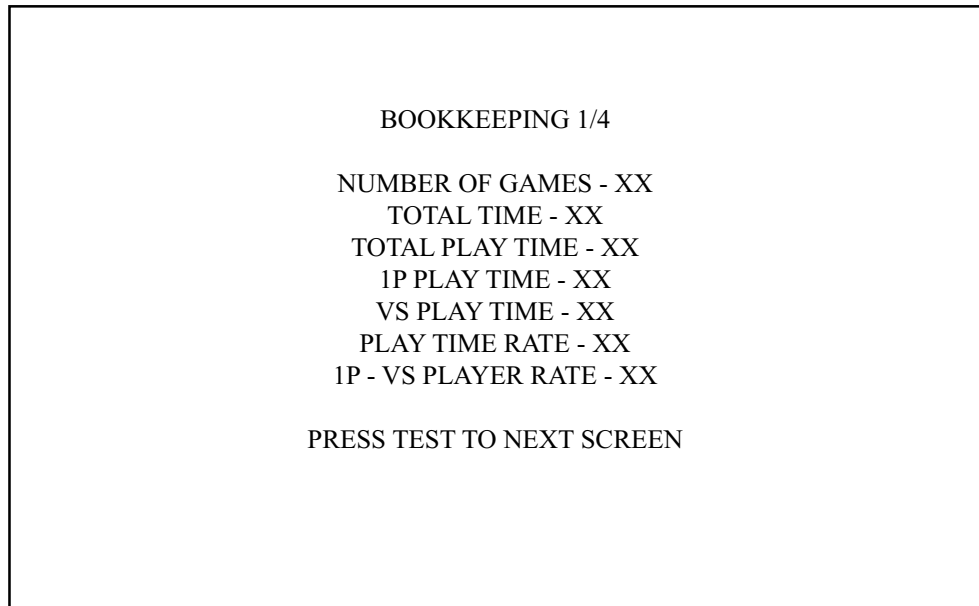 BOOKKEEPING 1/4
NUMBER OF GAMES - XX
TOTAL TIME - XX
TOTAL PLAY TIME - XX
1P PLAY TIME - XX
VS PLAY TIME - XX
PLAY TIME RATE - XX
1P - VS PLAYER RATE - XX
PRESS TEST TO NEXT SCREEN